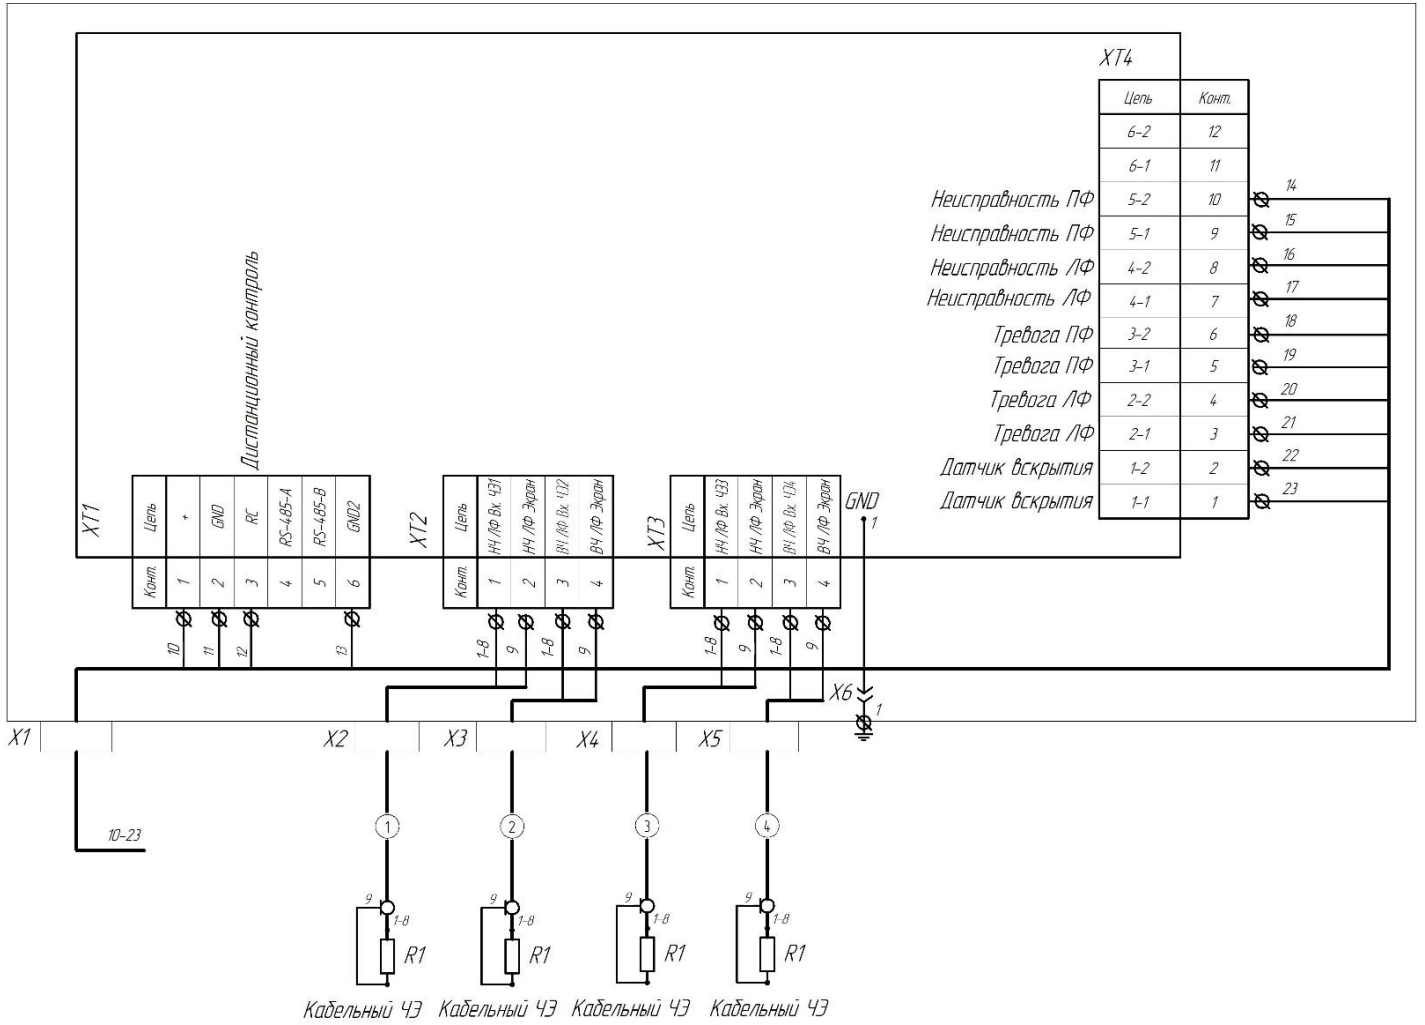 XT4
Цепь Конт.
6-2 12
6-1 11
Неисправность ПФ 5-2 10 14
Неисправность ПФ 5-1 9 15
Неисправность ЛФ 4-2 8 16
Неисправность ЛФ 4-1 7 17
Тревога ПФ 3-2 6 18
Тревога ПФ 3-1 5 19
Тревога ЛФ 2-2 4 20
Тревога ЛФ 2-1 3 21
Датчик вскрытия 1-2 2 22
Датчик вскрытия 1-1 1 23
Дистанционный контроль
XT1
Цепь + GND RC RS-485-A RS-485-B GND2
Конт. 1 2 3 4 5 6
10 11 12 13
XT2
Цепь НЧ ЛФ Вх. ЧЭ1 НЧ ЛФ Экран ВЧ ЛФ Вх. ЧЭ2 ВЧ ЛФ Экран
Конт. 1 2 3 4
1-8 9 1-8 9
XT3
Цепь НЧ ЛФ Вх. ЧЭ3 НЧ ЛФ Экран ВЧ ЛФ Вх. ЧЭ4 ВЧ ЛФ Экран
Конт. 1 2 3 4
1-8 9 1-8 9
GND
1
X6
1
X1 X2 X3 X4 X5
10-23
1 2 3 4
9 9 9 9
1-8 1-8 1-8 1-8
R1 R1 R1 R1
Кабельный ЧЭ Кабельный ЧЭ Кабельный ЧЭ Кабельный ЧЭ